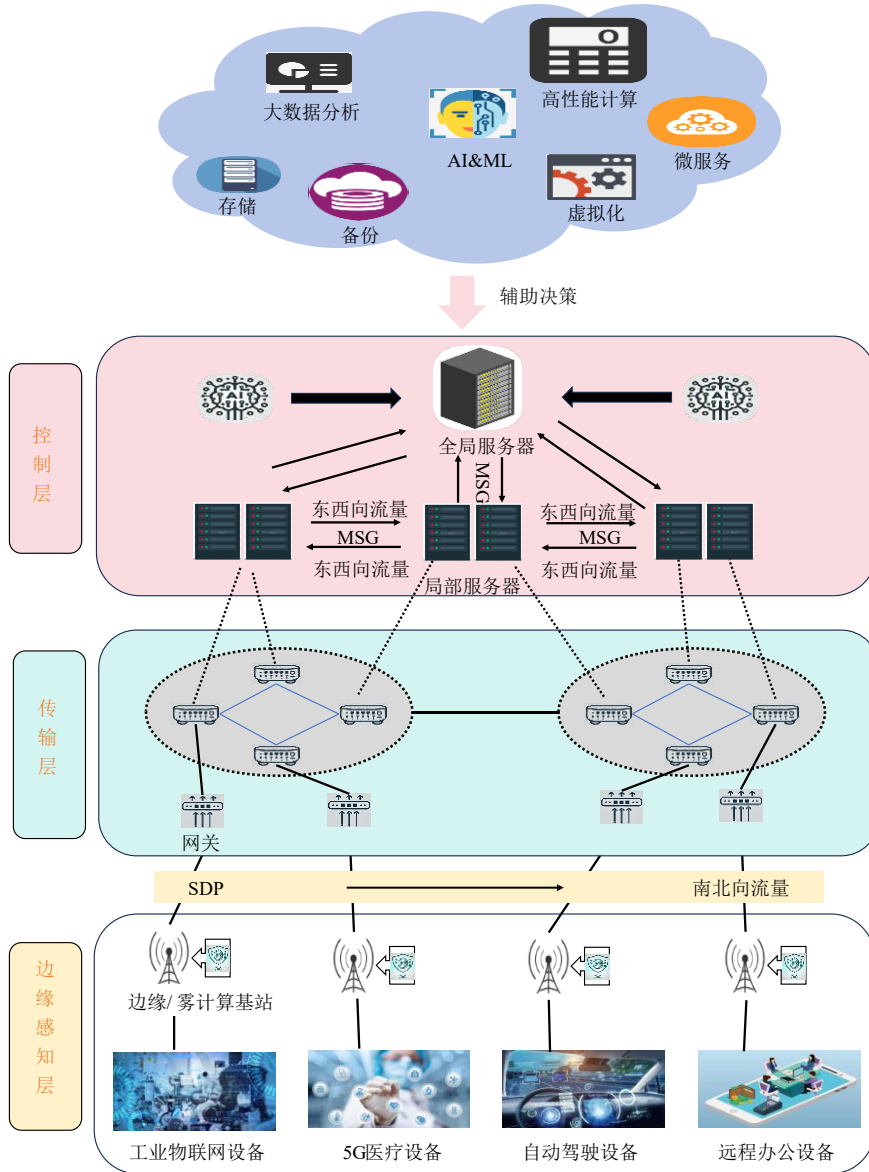 大数据分析
高性能计算
AI&ML
微服务
存储
虚拟化
备份
辅助决策
控制层
AI
AI
全局服务器
MSG
东西向流量
东西向流量
MSG
MSG
东西向流量
东西向流量
局部服务器
传输层
网关
SDP
南北向流量
边缘感知层
边缘/雾计算基站
工业物联网设备
5G医疗设备
自动驾驶设备
远程办公设备